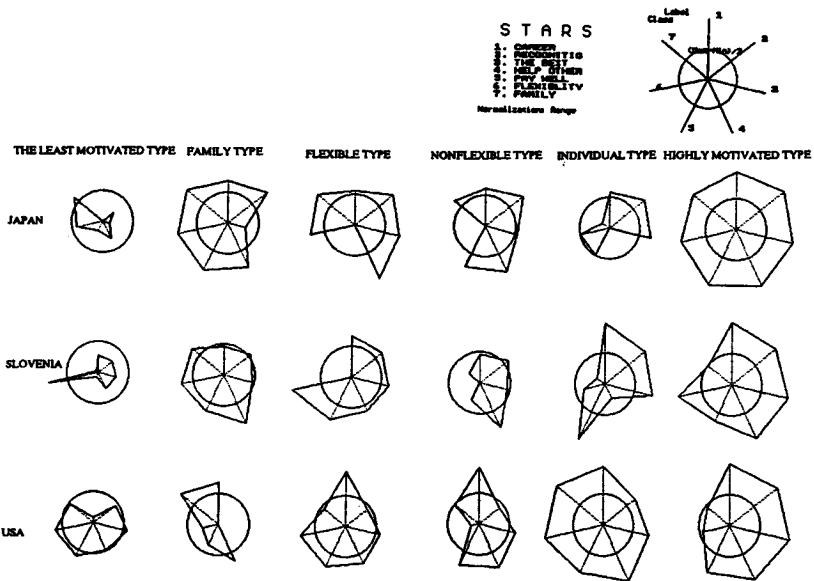 STARS
Label
Class
1. CAREER
2. RECOGNITIO
3. THE BEST
4. HELP OTHER
5. PAY WELL
6. FLEXIBLITY
7. FAMILY
Normalization: Range
1
2
3
4
5
6
7
THE LEAST MOTIVATED TYPE FAMILY TYPE FLEXIBLE TYPE NONFLEXIBLE TYPE INDIVIDUAL TYPE HIGHLY MOTIVATED TYPE
JAPAN
SLOVENIA
USA